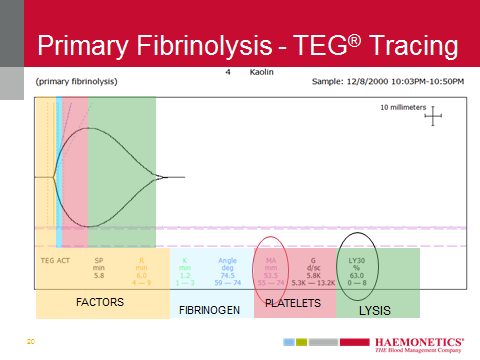 Primary Fibrinolysis - TEG® Tracing
4 Kaolin
(primary fibrinolysis) Sample: 12/8/2000 10:03PM-10:50PM
10 millimeters
TEG ACT SP R K Angle MA G LY30
min min min deg mm d/sc %
5.8 6.0 1.2 74.5 53.5 5.8K 63.0
4 — 9 1 — 3 59 — 74 55 — 74 5.3K — 13.2K 0 — 8
FACTORS FIBRINOGEN PLATELETS LYSIS
20
HAEMONETICS®
THE Blood Management Company